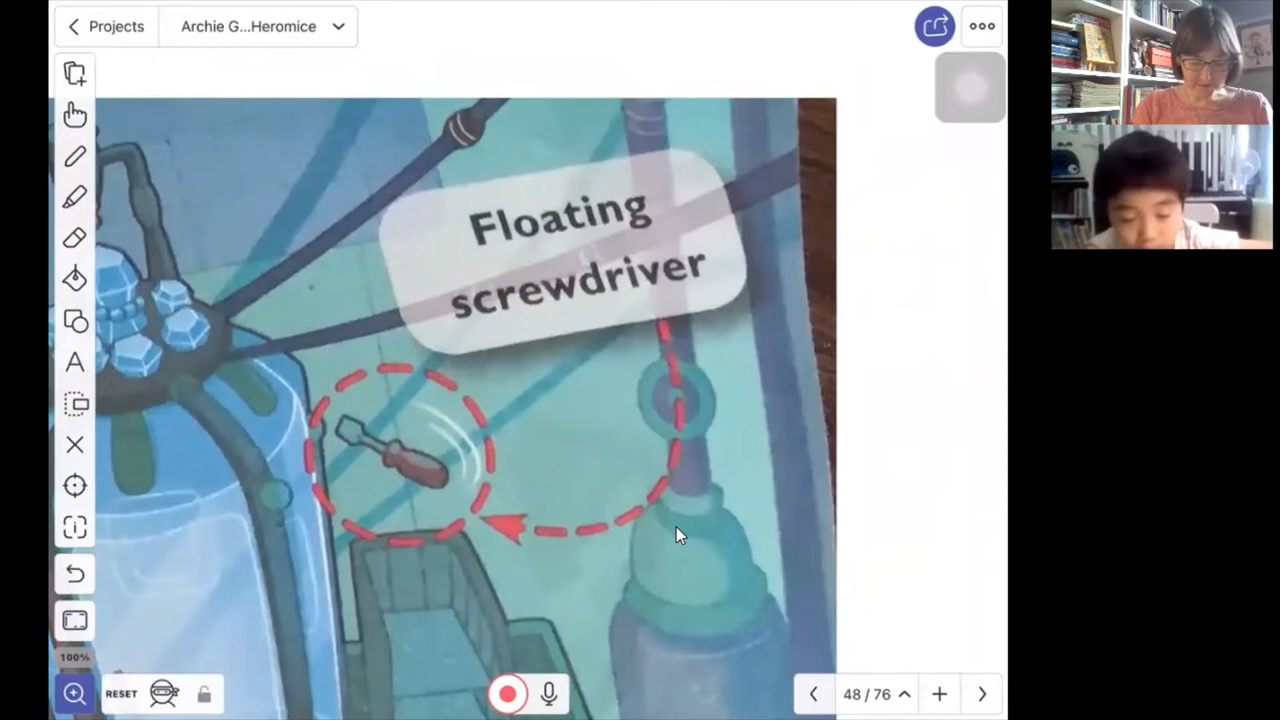 Projects
Archie G...Heromice
Floating
screwdriver
A
100%
RESET
48 / 76